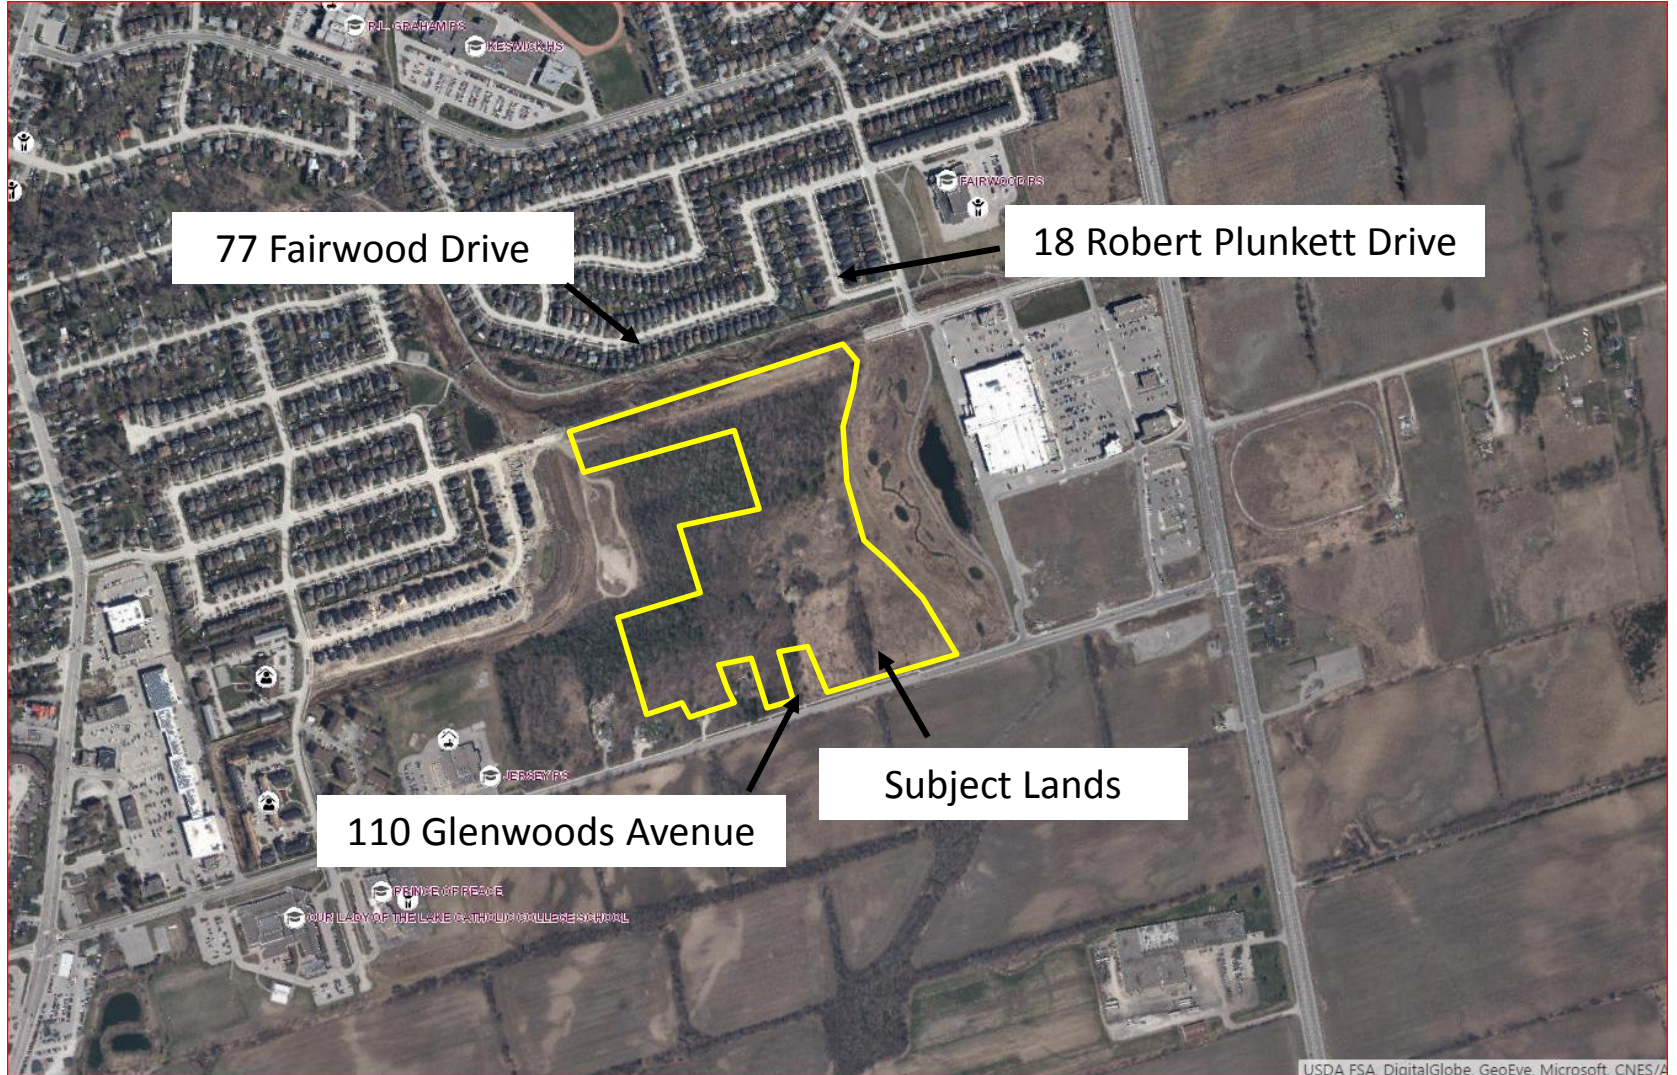 R.L. GRAHAM PS
KESWICK HS
FAIRWOOD PS
77 Fairwood Drive
18 Robert Plunkett Drive
Subject Lands
JERSEY PS
110 Glenwoods Avenue
PRINCE OF PEACE
OUR LADY OF THE LAKE CATHOLIC COLLEGE SCHOOL
USDA FSA, DigitalGlobe, GeoEye, Microsoft, CNES/A